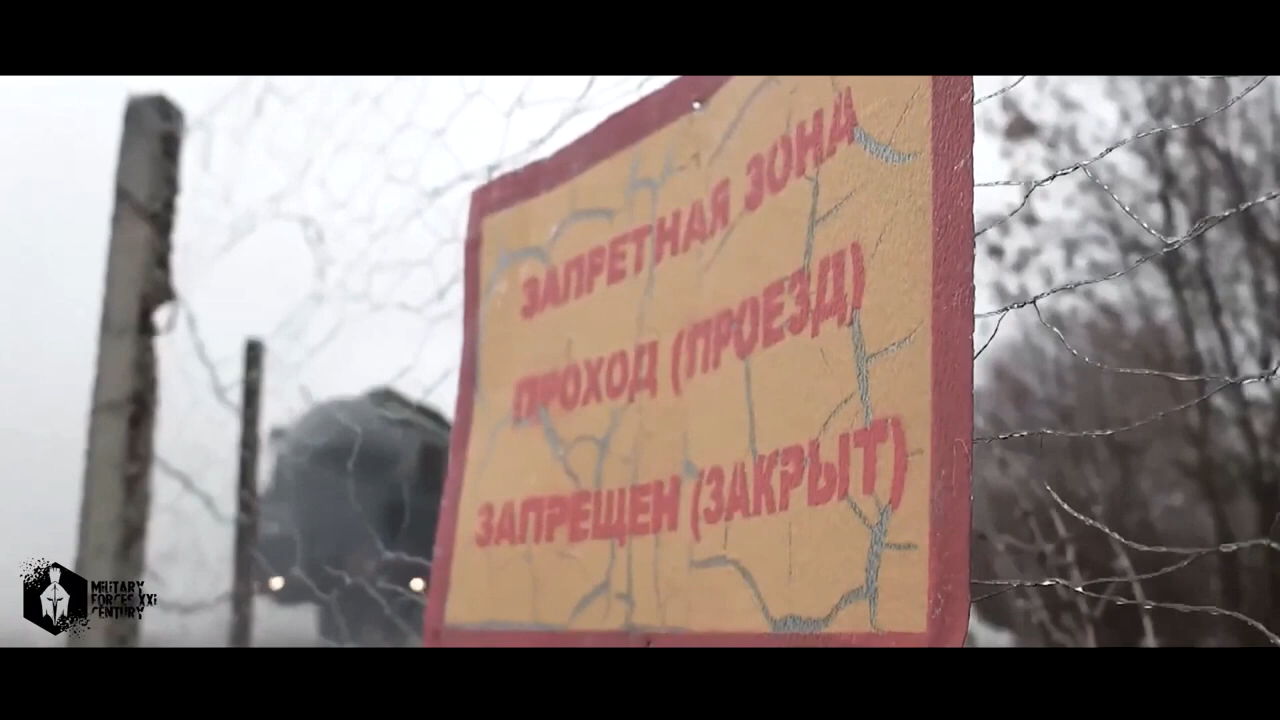 ЗАПРЕТНАЯ ЗОНА
ПРОХОД (ПРОЕЗД)
ЗАПРЕЩЕН (ЗАКРЫТ)
MILITARY
FORCES XXI
CENTURY